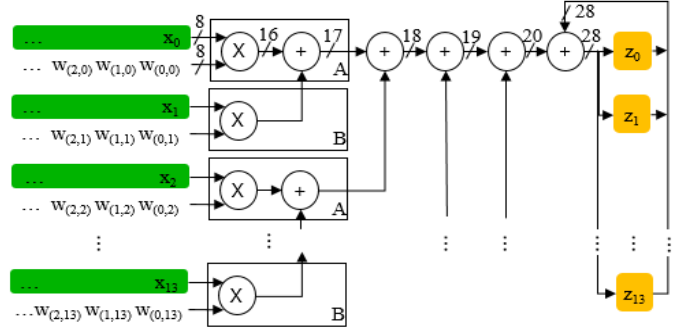 28
8 16 17 18 19 20 28
... x0 X + A + + + + z0
8
... w(2,0) w(1,0) w(0,0)
... x1 X B z1
... w(2,1) w(1,1) w(0,1)
... x2 X + A
... w(2,2) w(1,2) w(0,2)
⋮ ⋮ ⋮ ⋮ ⋮ ⋮ ⋮
... x13 X B z13
...w(2,13) w(1,13) w(0,13)